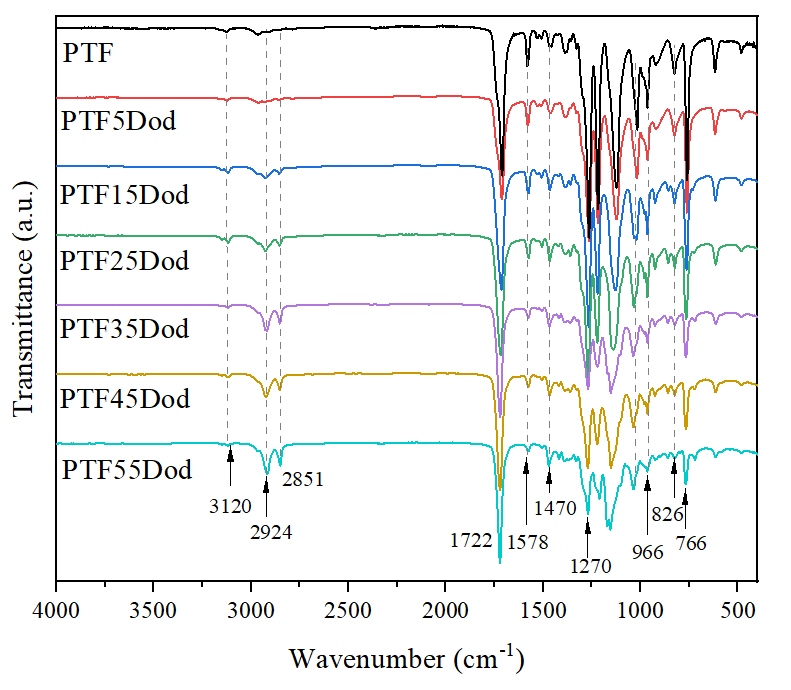 PTF
PTF5Dod
PTF15Dod
PTF25Dod
PTF35Dod
PTF45Dod
PTF55Dod
3120
2924
2851
1722
1578
1470
1270
966
826
766
4000 3500 3000 2500 2000 1500 1000 500
Wavenumber (cm⁻¹)
Transmittance (a.u.)